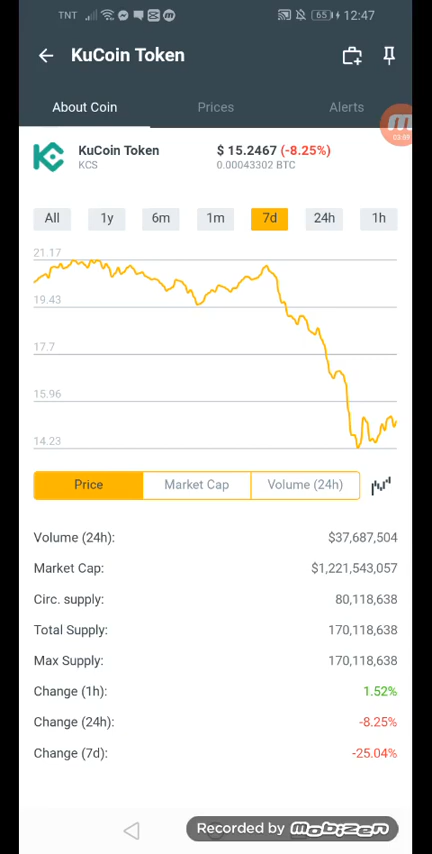 TNT 65 12:47
KuCoin Token
About Coin Prices Alerts
KuCoin Token $ 15.2467 (-8.25%)
KCS 0.00043302 BTC
All 1y 6m 1m 7d 24h 1h
21.17
19.43
17.7
15.96
14.23
Price Market Cap Volume (24h)
Volume (24h): $37,687,504
Market Cap: $1,221,543,057
Circ. supply: 80,118,638
Total Supply: 170,118,638
Max Supply: 170,118,638
Change (1h): 1.52%
Change (24h): -8.25%
Change (7d): -25.04%
Recorded by mobizen